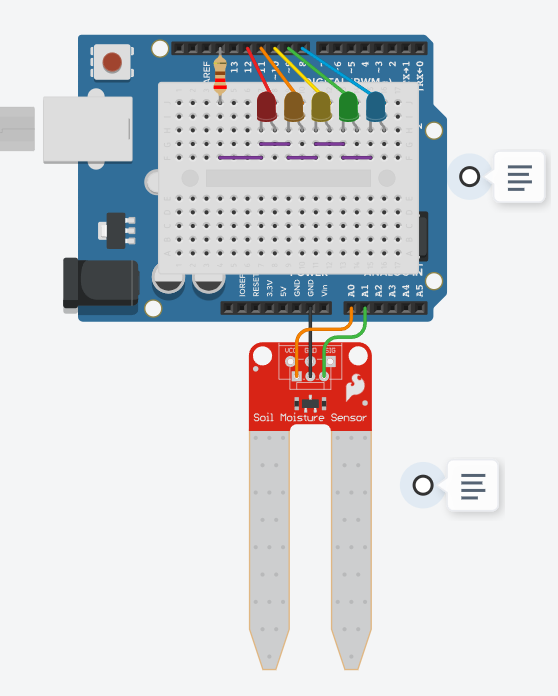 AREF
13
12
11
~10
~9
8
7
~6
~5
4
~3
2
TX→1
RX←0
DIGITAL (PWM~)
IOREF
RESET
3.3V
5V
GND
GND
Vin
POWER
A0
A1
A2
A3
A4
A5
VCC GND SIG
Soil Moisture Sensor